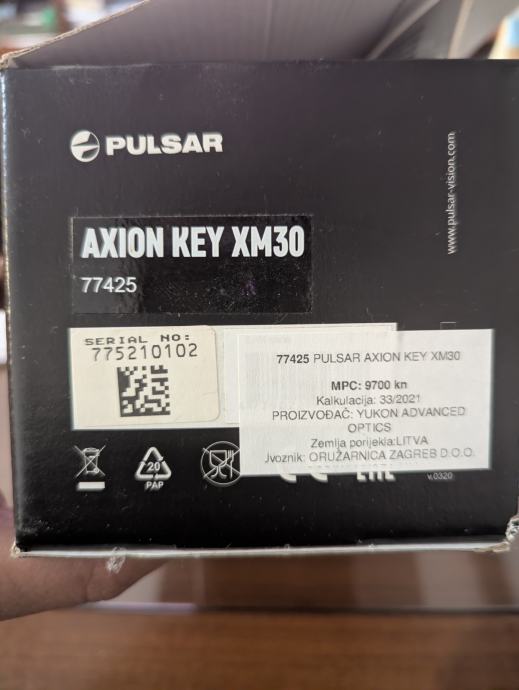 PULSAR
www.pulsar-vision.com
AXION KEY XM30
77425
SERIAL NO:
775210102
77425 PULSAR AXION KEY XM30
MPC: 9700 kn
Kalkulacija: 33/2021
PROIZVOĐAČ: YUKON ADVANCED
OPTICS
Zemlja porijekla:LITVA
Uvoznik: ORUŽARNICA ZAGREB D.O.O.
20
PAP
v.0320